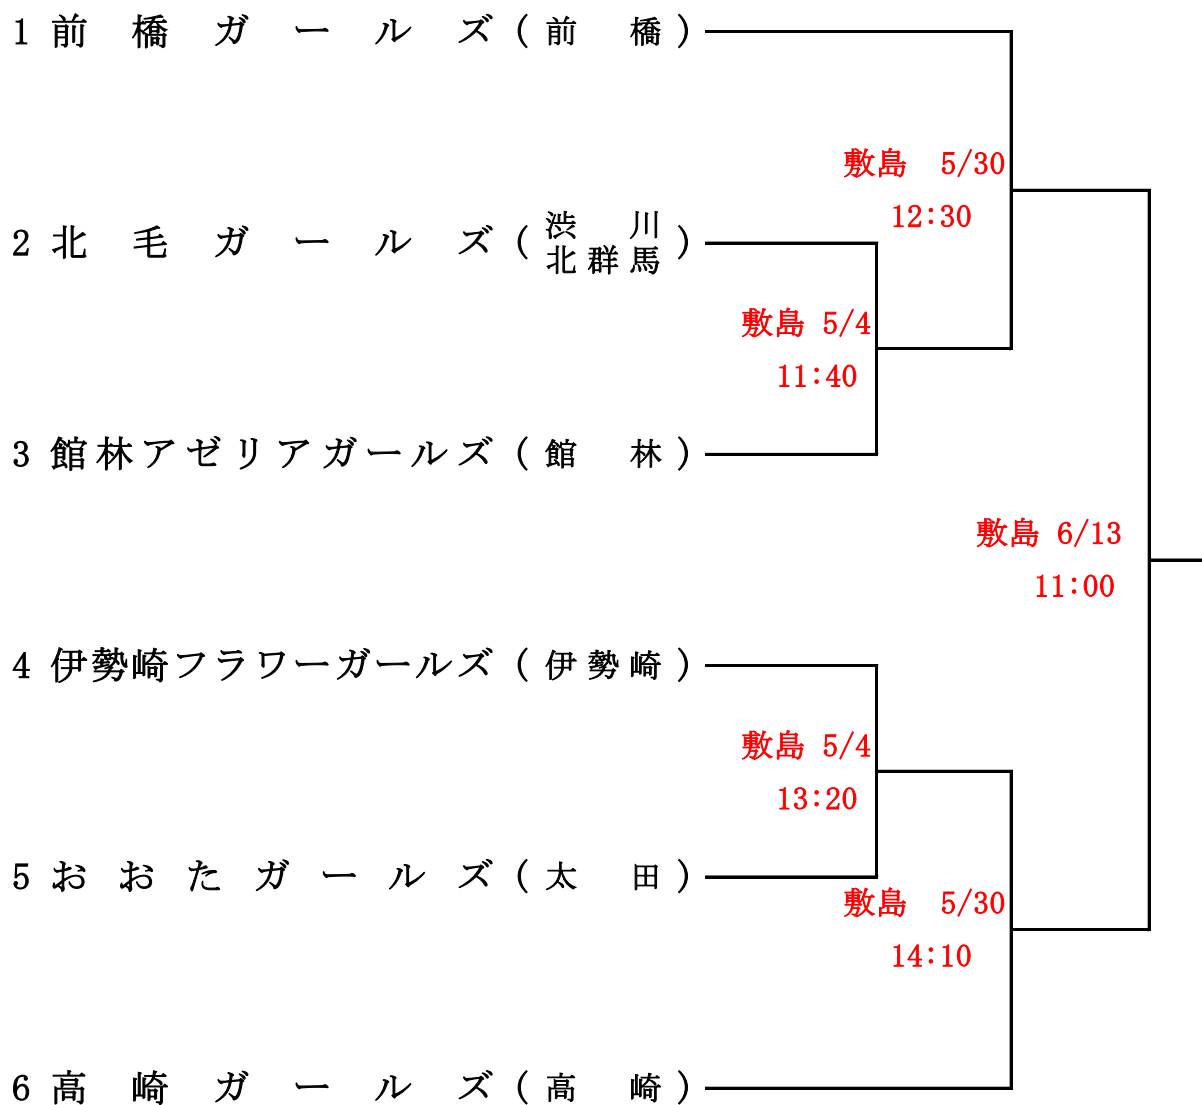 1 前橋ガールズ(前橋)
敷島 5/30
12:30
2 北毛ガールズ(渋川
北群馬)
敷島 5/4
11:40
3 館林アゼリアガールズ(館林)
敷島 6/13
11:00
4 伊勢崎フラワーガールズ(伊勢崎)
敷島 5/4
13:20
5 おおたガールズ(太田)
敷島 5/30
14:10
6 高崎ガールズ(高崎)